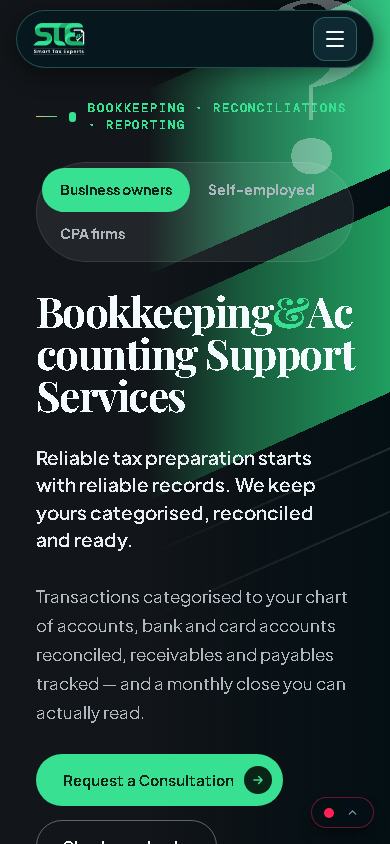 STE
Smart Tax Experts
BOOKKEEPING · RECONCILIATIONS
· REPORTING
Business owners
Self-employed
CPA firms
Bookkeeping&Ac
counting Support
Services
Reliable tax preparation starts
with reliable records. We keep
yours categorised, reconciled
and ready.
Transactions categorised to your chart
of accounts, bank and card accounts
reconciled, receivables and payables
tracked — and a monthly close you can
actually read.
Request a Consultation